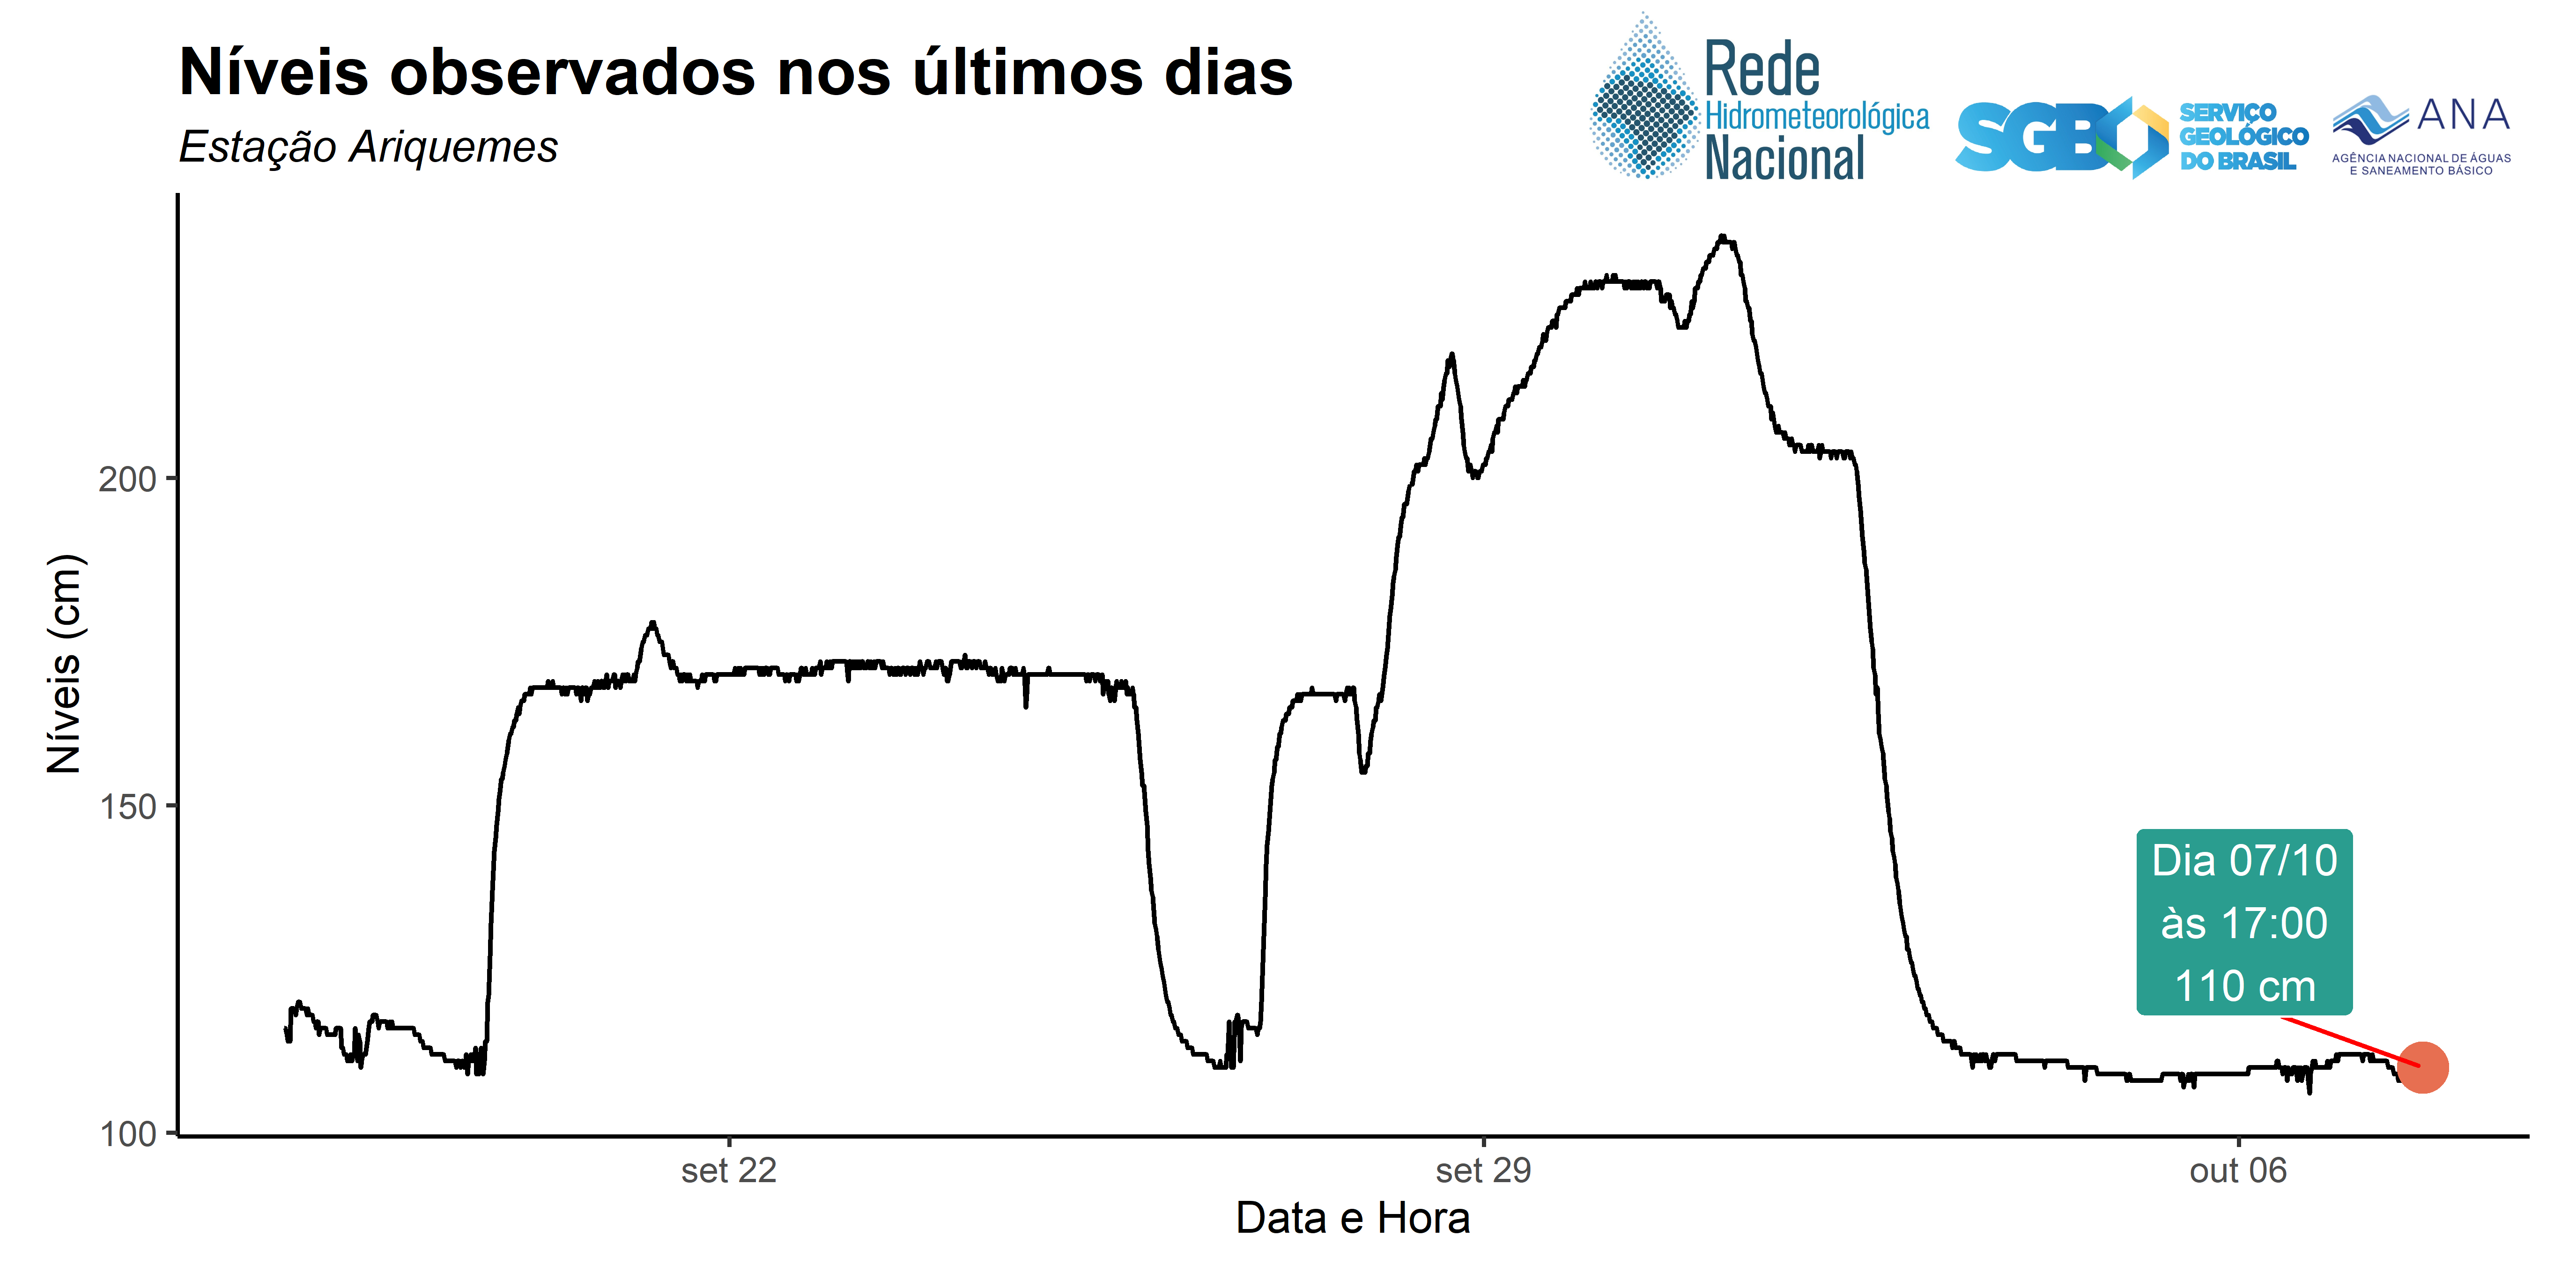 Níveis observados nos últimos dias
Estação Ariquemes
Rede
Hidrometeorológica
Nacional
SGB
SERVIÇO
GEOLÓGICO
DO BRASIL
ANA
AGÊNCIA NACIONAL DE ÁGUAS
E SANEAMENTO BÁSICO
Níveis (cm)
200
150
100
Dia 07/10
às 17:00
110 cm
set 22
set 29
out 06
Data e Hora